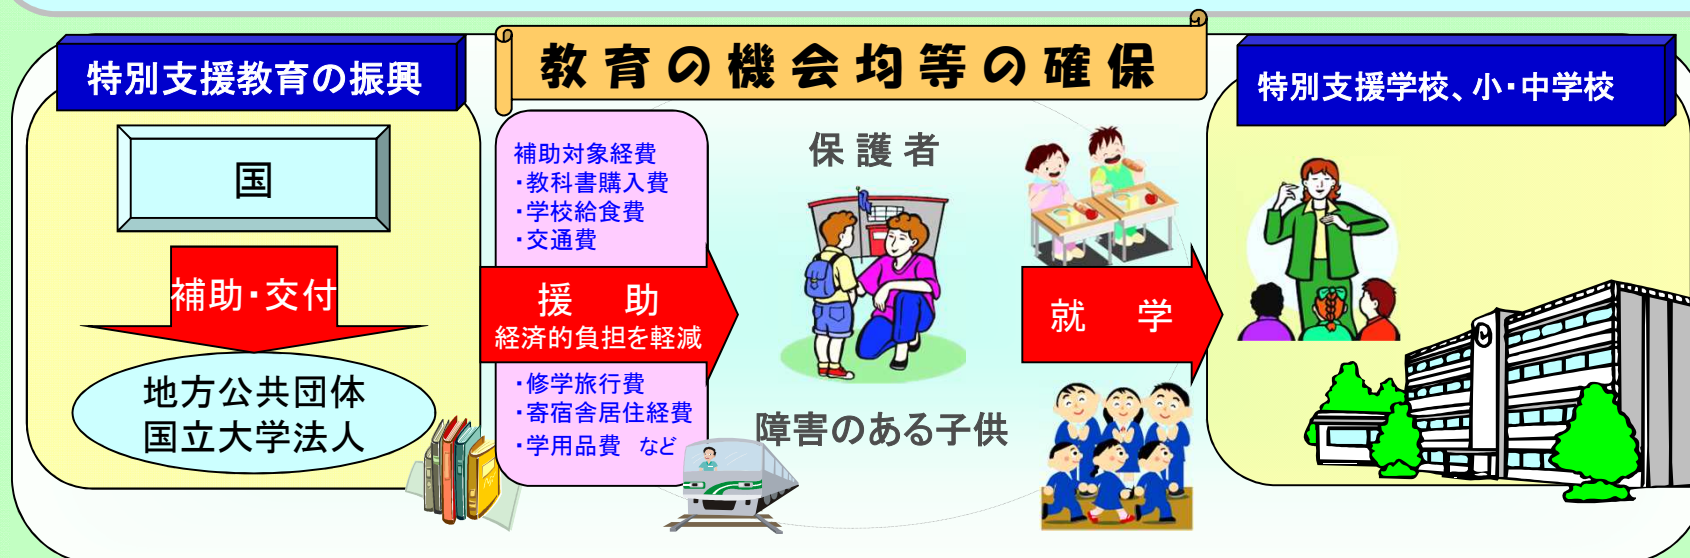 教育の機会均等の確保
特別支援教育の振興
国
補助・交付
地方公共団体
国立大学法人
補助対象経費
・教科書購入費
・学校給食費
・交通費
援　助
経済的負担を軽減
・修学旅行費
・寄宿舎居住経費
・学用品費　など
保護者
障害のある子供
就　学
特別支援学校、小・中学校